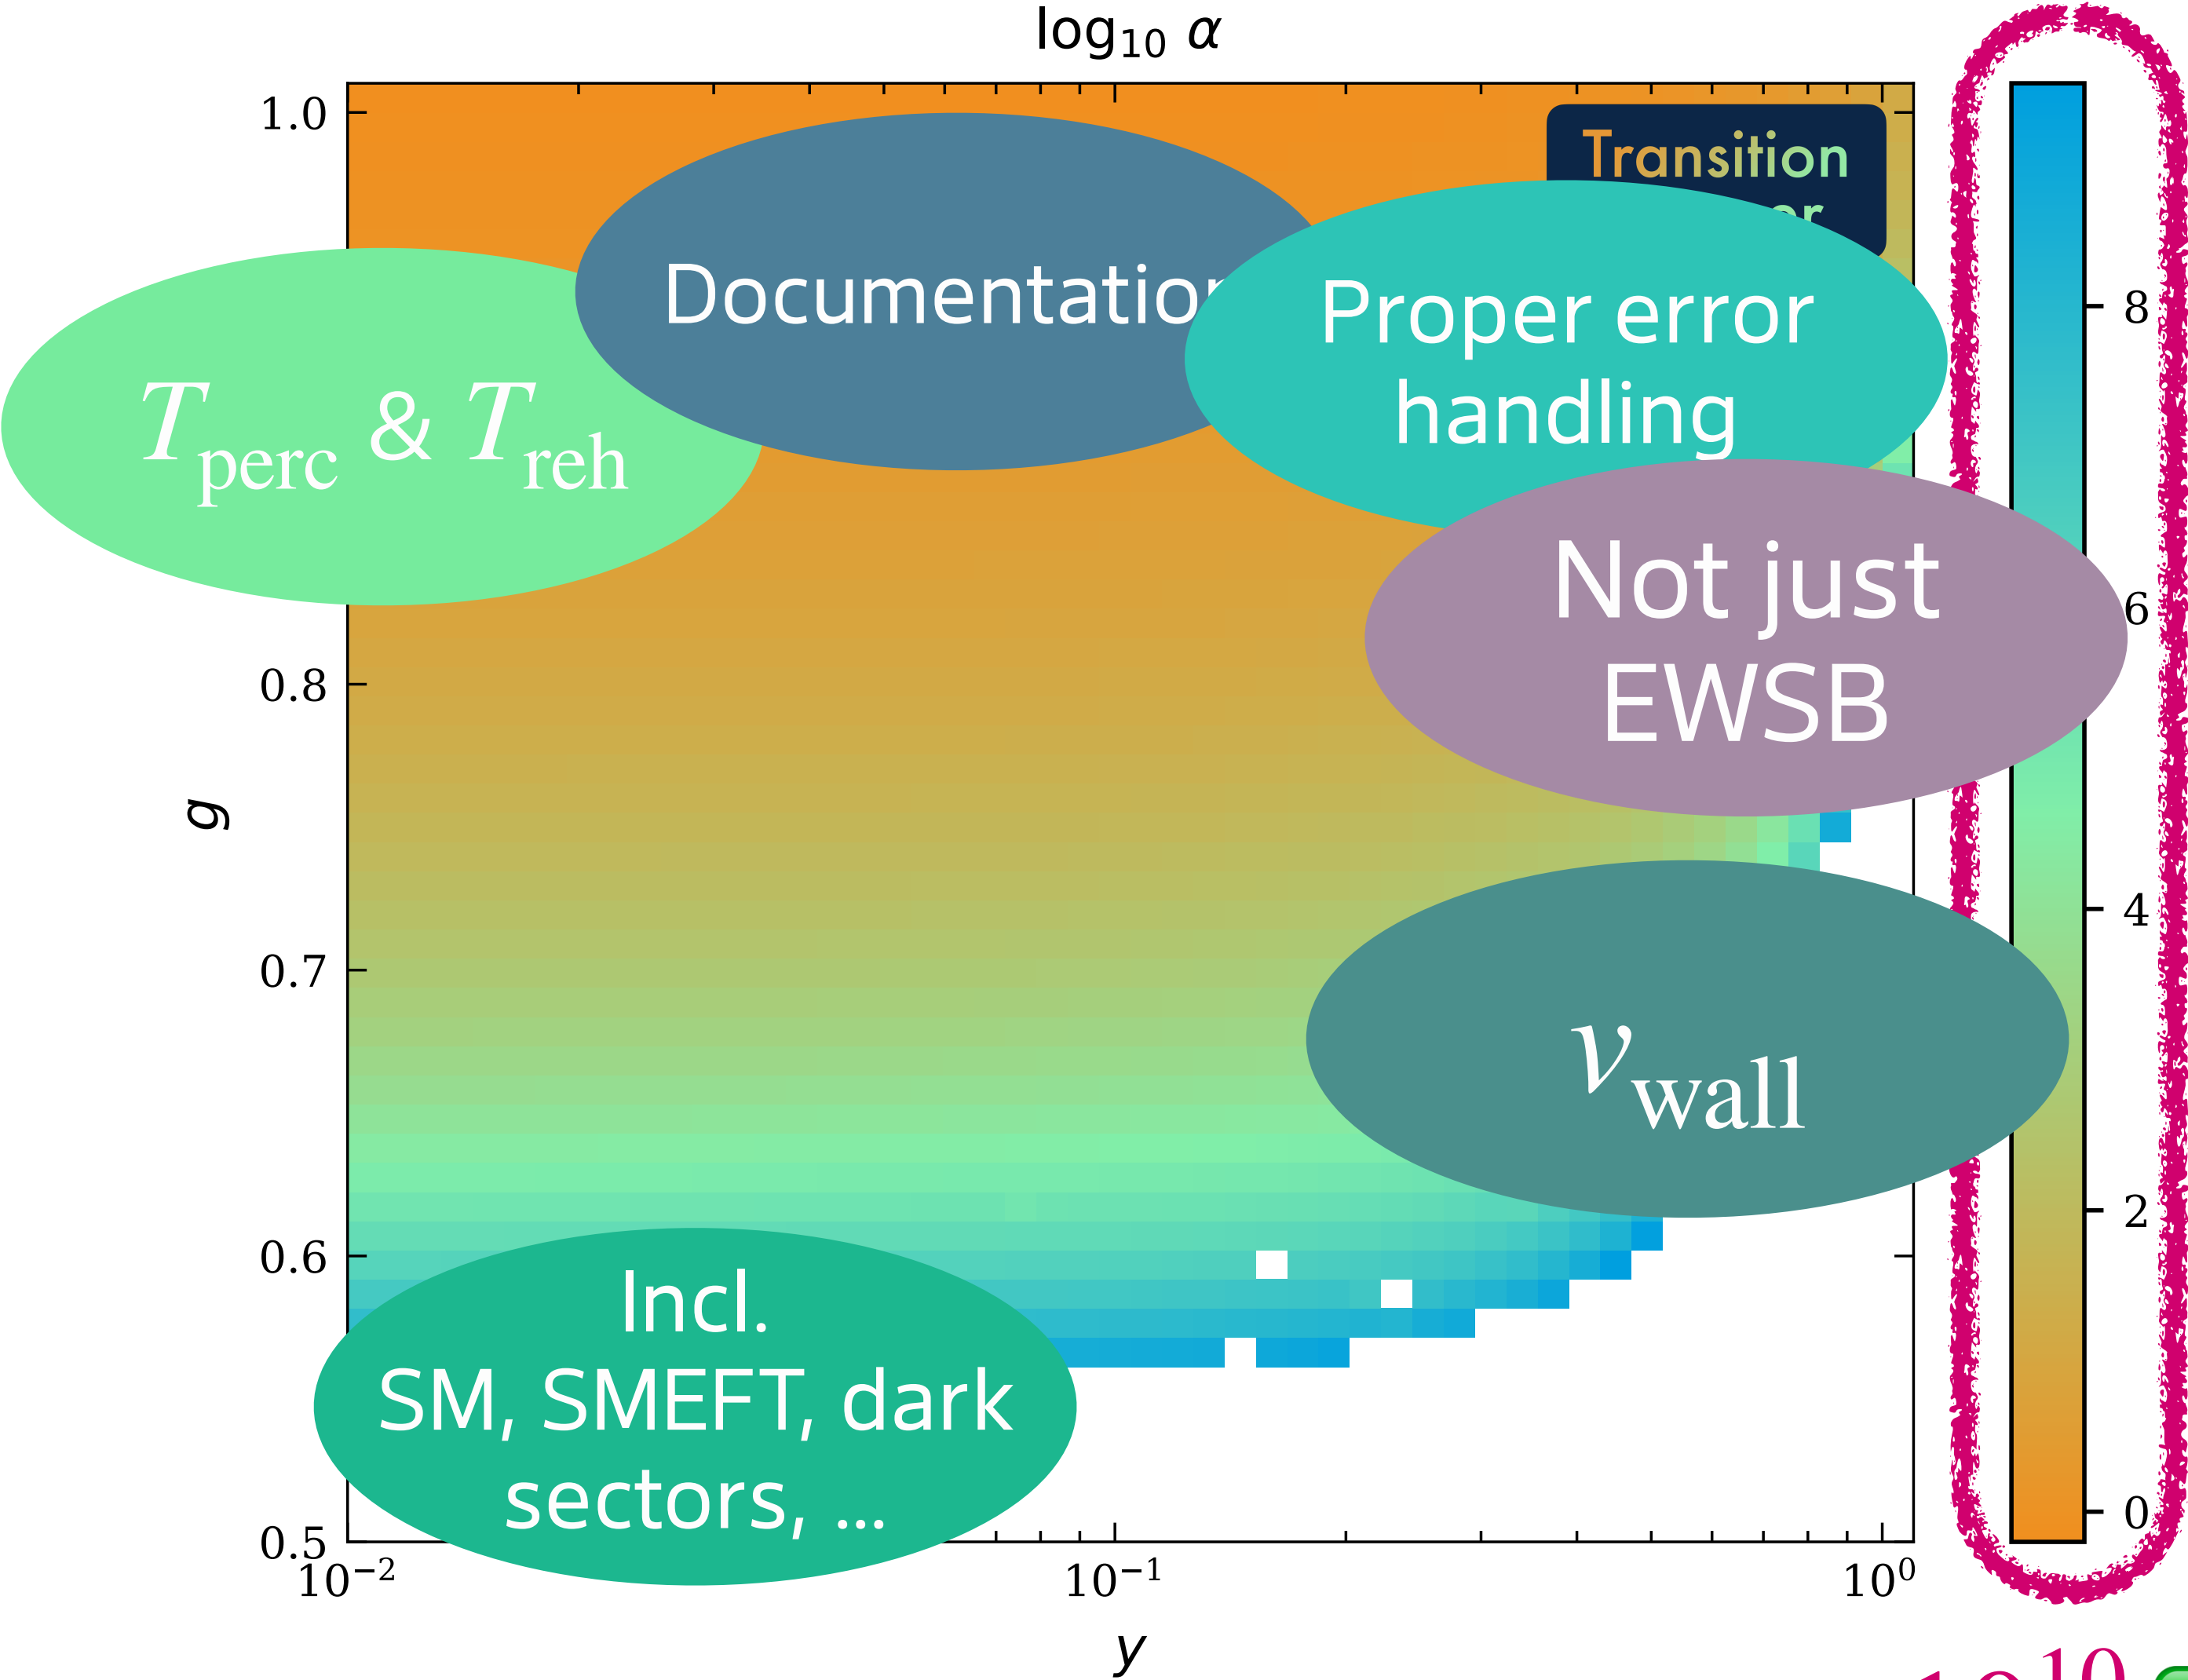 log₁₀ α
1.0
0.8
0.7
0.6
0.5
g
10⁻²
10⁻¹
10⁰
y
8
6
4
2
0
Transition
T_perc & T_reh
Proper error
handling
Not just
EWSB
v_wall
Incl.
SM, SMEFT, dark
sectors, ...